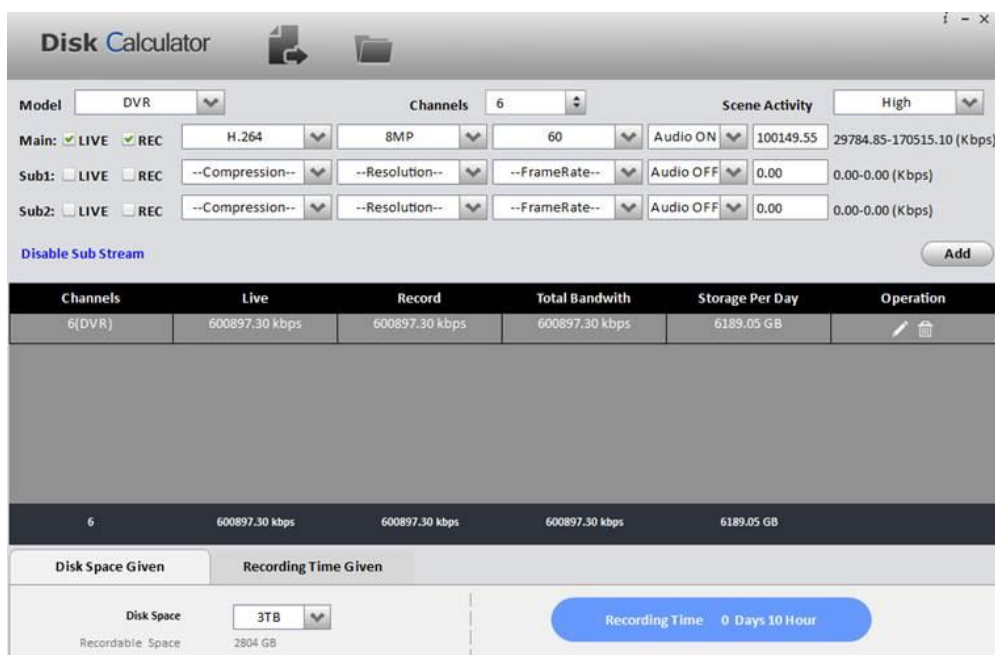 i - x
Disk Calculator
Model DVR Channels 6 Scene Activity High
Main: LIVE REC H.264 8MP 60 Audio ON 100149.55 29784.85-170515.10 (Kbps)
Sub1: LIVE REC --Compression-- --Resolution-- --FrameRate-- Audio OFF 0.00 0.00-0.00 (Kbps)
Sub2: LIVE REC --Compression-- --Resolution-- --FrameRate-- Audio OFF 0.00 0.00-0.00 (Kbps)
Disable Sub Stream Add
Channels Live Record Total Bandwith Storage Per Day Operation
6(DVR) 600897.30 kbps 600897.30 kbps 600897.30 kbps 6189.05 GB
6 600897.30 kbps 600897.30 kbps 600897.30 kbps 6189.05 GB
Disk Space Given Recording Time Given
Disk Space 3TB Recording Time 0 Days 10 Hour
Recordable Space 2804 GB